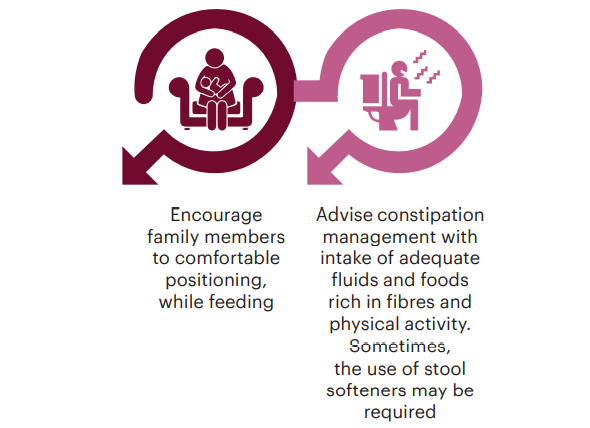 Encourage
family members
to comfortable
positioning,
while feeding
Advise constipation
management with
intake of adequate
fluids and foods
rich in fibres and
physical activity.
Sometimes,
the use of stool
softeners may be
required